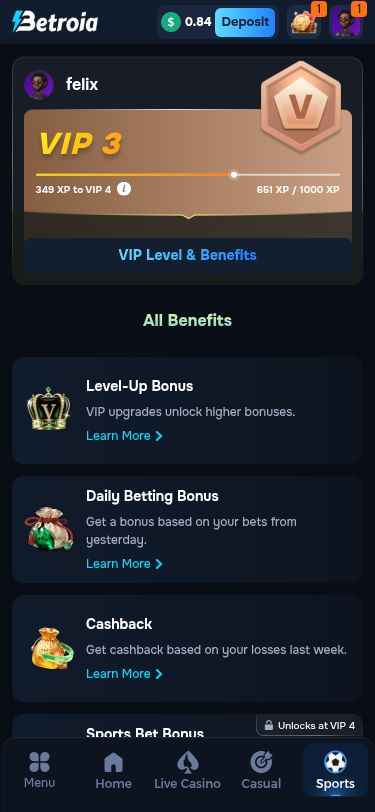 Betroia
$ 0.84 Deposit
1
1
felix
V
VIP 3
349 XP to VIP 4 i
651 XP / 1000 XP
VIP Level & Benefits
All Benefits
V
Level-Up Bonus
VIP upgrades unlock higher bonuses.
Learn More
Daily Betting Bonus
Get a bonus based on your bets from
yesterday.
Learn More
Cashback
Get cashback based on your losses last week.
Learn More
Unlocks at VIP 4
Sports Bet Bonus
Menu
Home
Live Casino
Casual
Sports